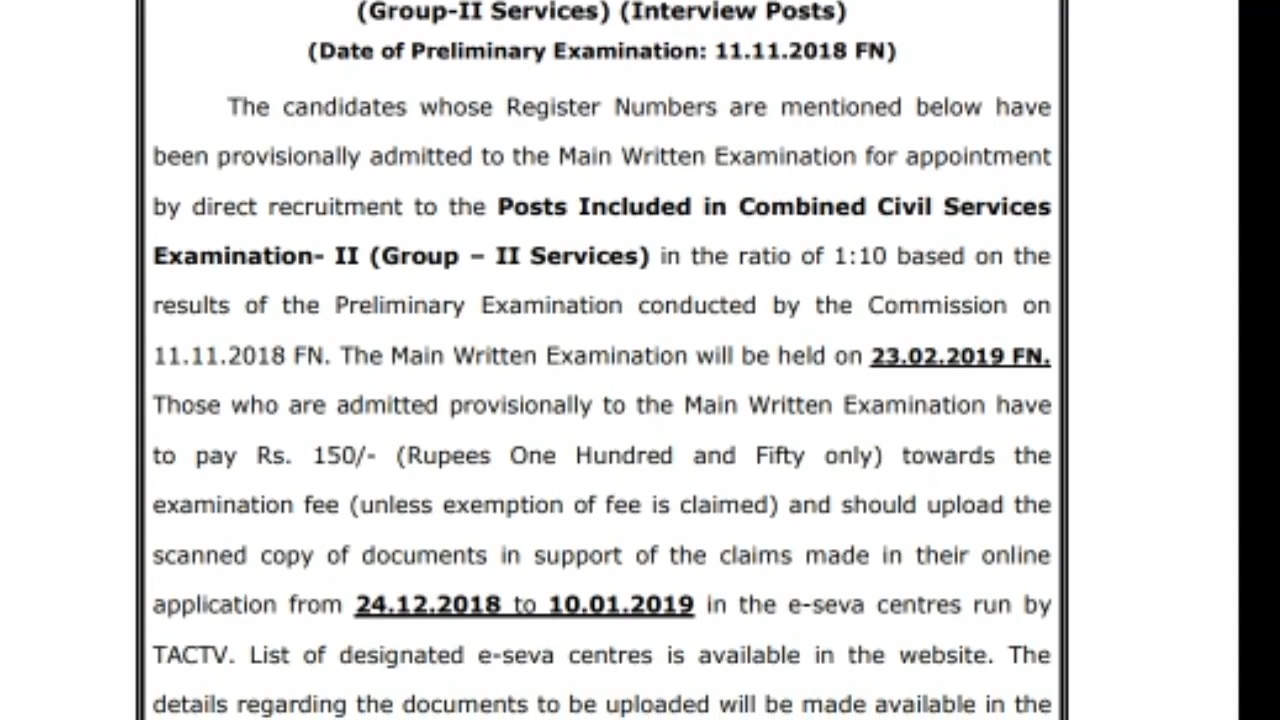 (Group-II Services) (Interview Posts)
(Date of Preliminary Examination: 11.11.2018 FN)
The candidates whose Register Numbers are mentioned below have
been provisionally admitted to the Main Written Examination for appointment
by direct recruitment to the Posts Included in Combined Civil Services
Examination- II (Group – II Services) in the ratio of 1:10 based on the
results of the Preliminary Examination conducted by the Commission on
11.11.2018 FN. The Main Written Examination will be held on 23.02.2019 FN.
Those who are admitted provisionally to the Main Written Examination have
to pay Rs. 150/- (Rupees One Hundred and Fifty only) towards the
examination fee (unless exemption of fee is claimed) and should upload the
scanned copy of documents in support of the claims made in their online
application from 24.12.2018 to 10.01.2019 in the e-seva centres run by
TACTV. List of designated e-seva centres is available in the website. The
details regarding the documents to be uploaded will be made available in the